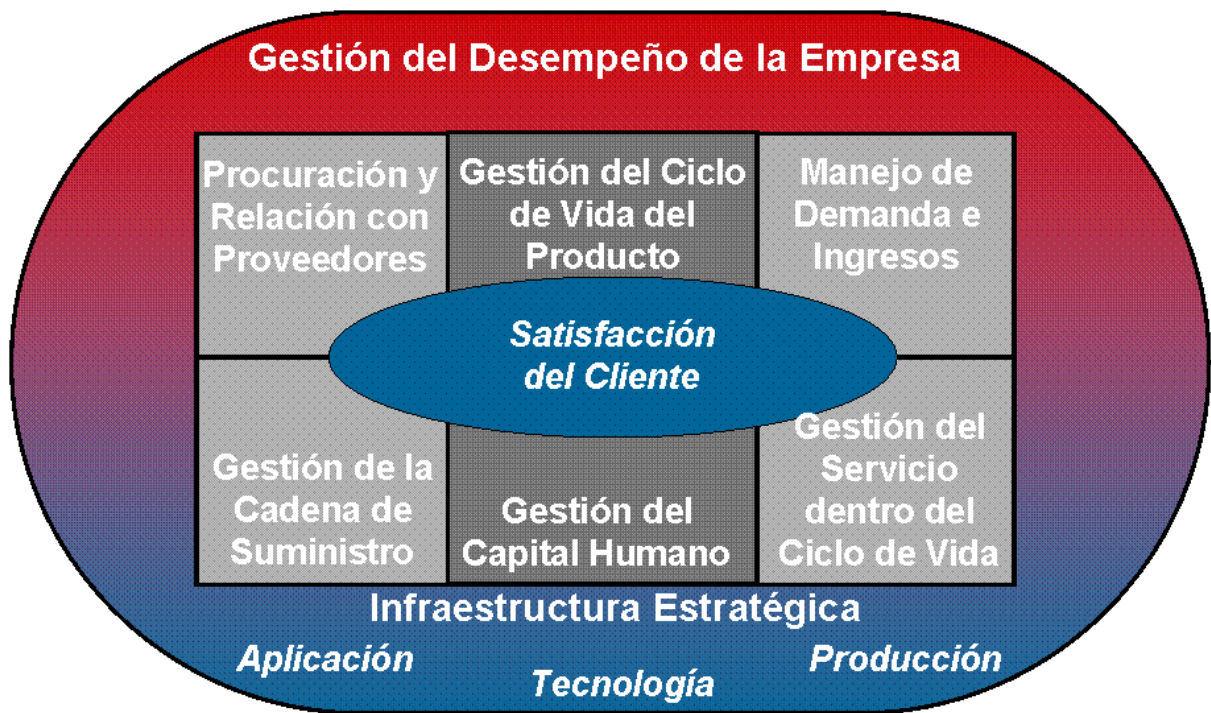 Gestión del Desempeño de la Empresa
Procuración y
Relación con
Proveedores
Gestión del Ciclo
de Vida del
Producto
Manejo de
Demanda e
Ingresos
Satisfacción
del Cliente
Gestión de la
Cadena de
Suministro
Gestión del
Capital Humano
Gestión del
Servicio
dentro del
Ciclo de Vida
Infraestructura Estratégica
Aplicación
Tecnología
Producción